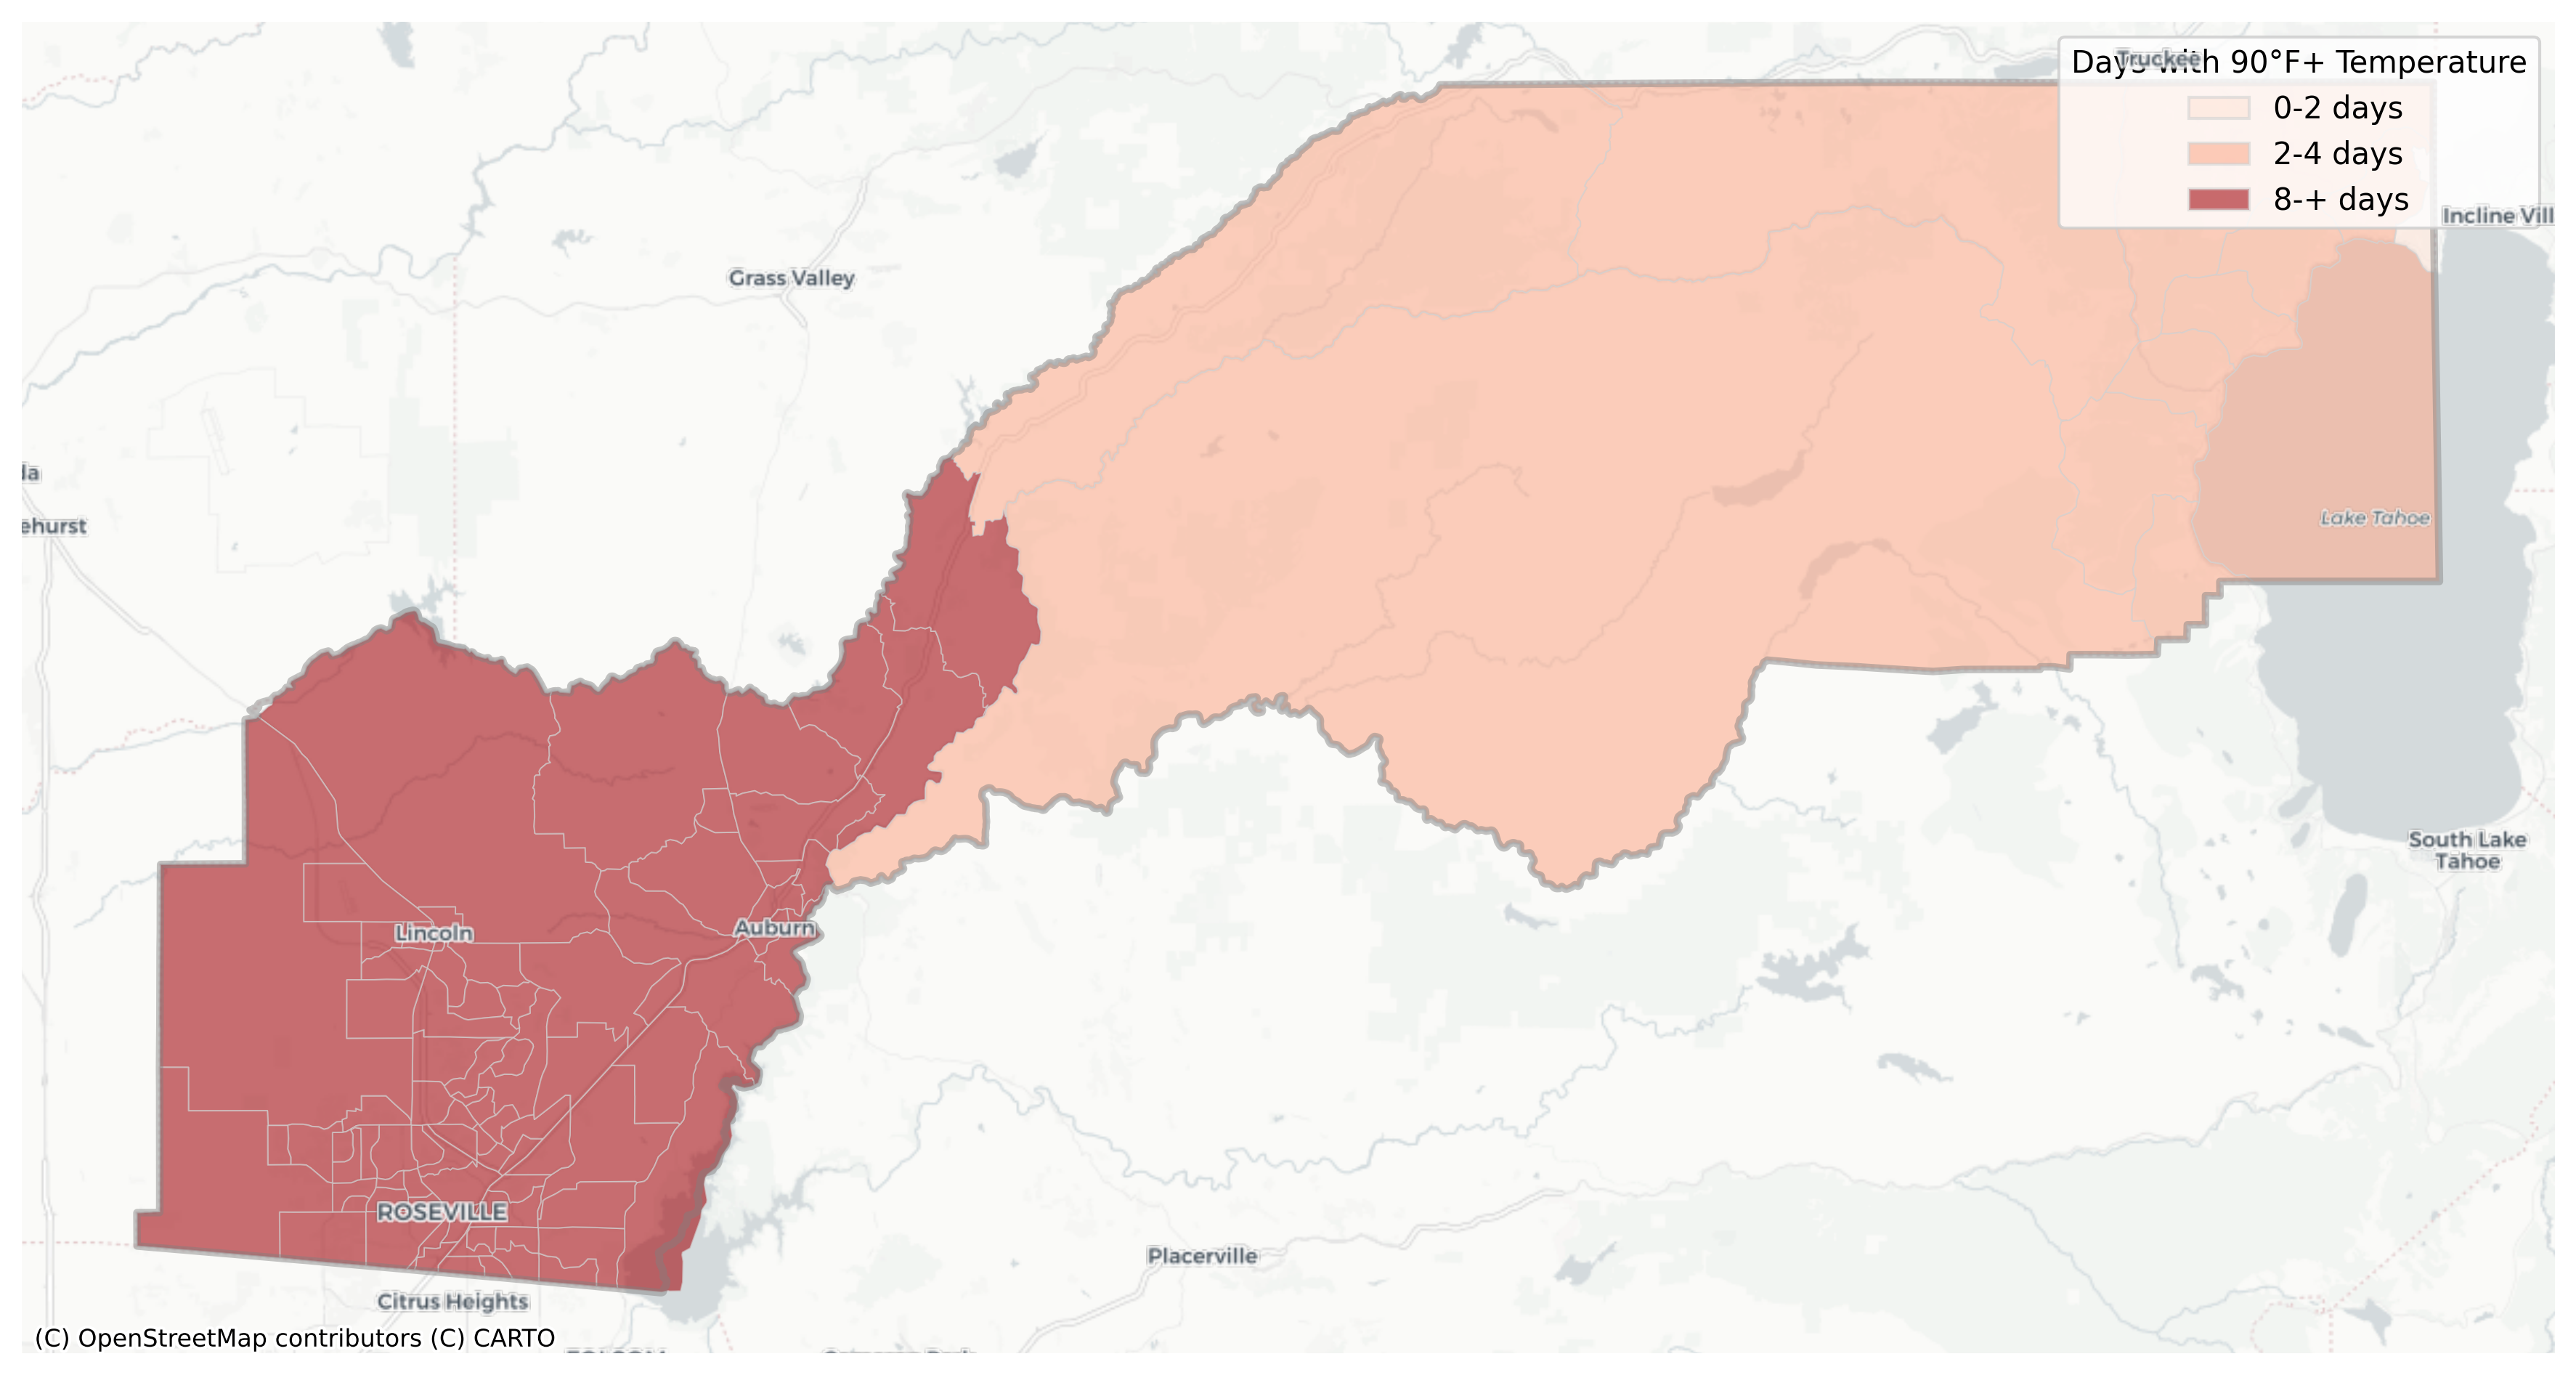 Truckee
Days with 90°F+ Temperature
0-2 days
2-4 days
8-+ days
Incline Vill
Grass Valley
da
ehurst
Lake Tahoe
South Lake
Tahoe
Lincoln
Auburn
ROSEVILLE
Placerville
Citrus Heights
(C) OpenStreetMap contributors (C) CARTO